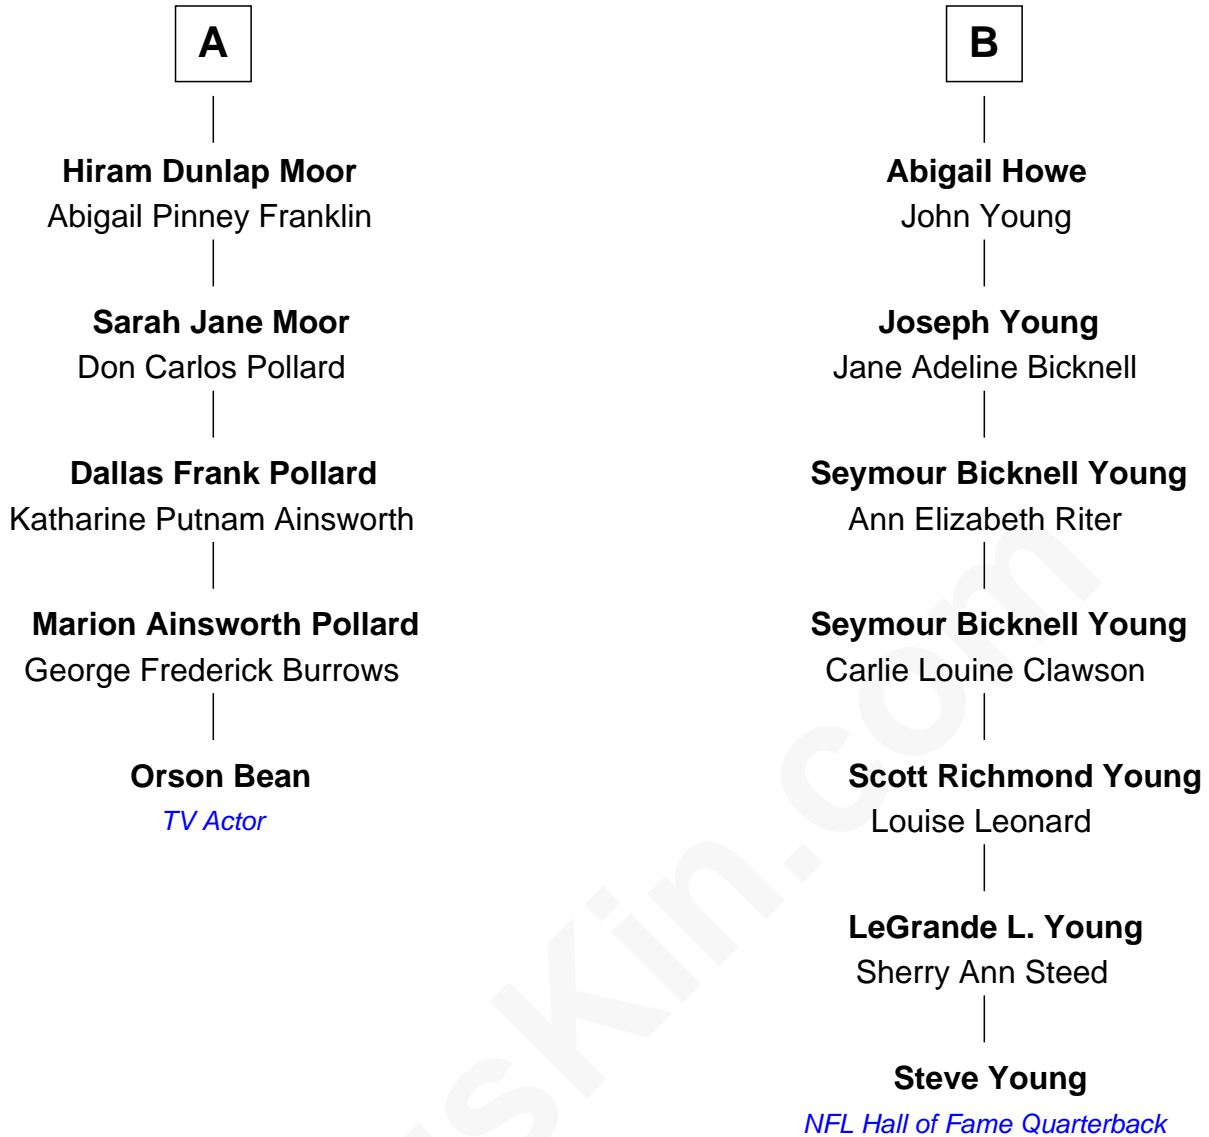 A
Hiram Dunlap Moor
Abigail Pinney Franklin
Sarah Jane Moor
Don Carlos Pollard
Dallas Frank Pollard
Katharine Putnam Ainsworth
Marion Ainsworth Pollard
George Frederick Burrows
Orson Bean
TV Actor
B
Abigail Howe
John Young
Joseph Young
Jane Adeline Bicknell
Seymour Bicknell Young
Ann Elizabeth Riter
Seymour Bicknell Young
Carlie Louine Clawson
Scott Richmond Young
Louise Leonard
LeGrande L. Young
Sherry Ann Steed
Steve Young
NFL Hall of Fame Quarterback
sKin.com